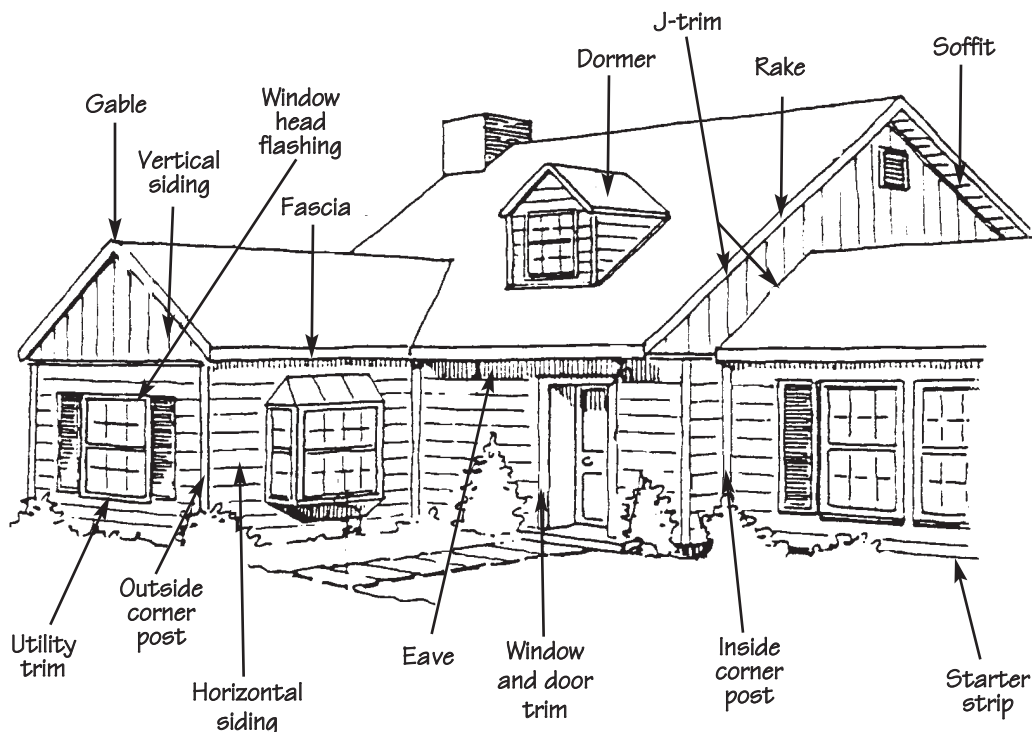 J-trim
Dormer
Rake
Soffit
Gable
Window
head
flashing
Vertical
siding
Fascia
Outside
corner
post
Utility
trim
Horizontal
siding
Eave
Window
and door
trim
Inside
corner
post
Starter
strip